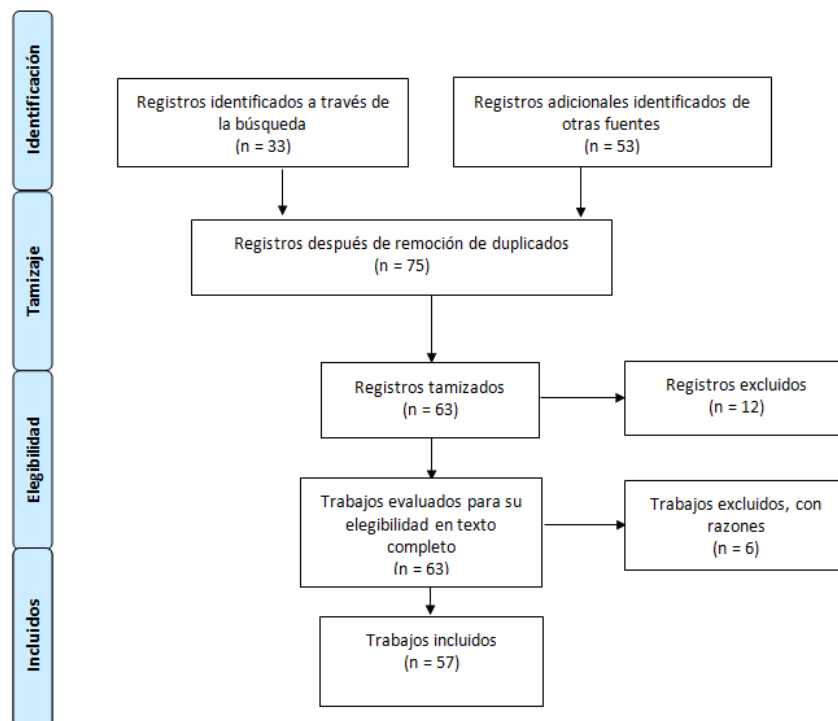 Identificación
Registros identificados a través de
la búsqueda
(n = 33)
Registros adicionales identificados de
otras fuentes
(n = 53)
Tamizaje
Registros después de remoción de duplicados
(n = 75)
Elegibilidad
Registros tamizados
(n = 63)
Registros excluidos
(n = 12)
Trabajos evaluados para su
elegibilidad en texto
completo
(n = 63)
Trabajos excluidos, con
razones
(n = 6)
Incluidos
Trabajos incluidos
(n = 57)